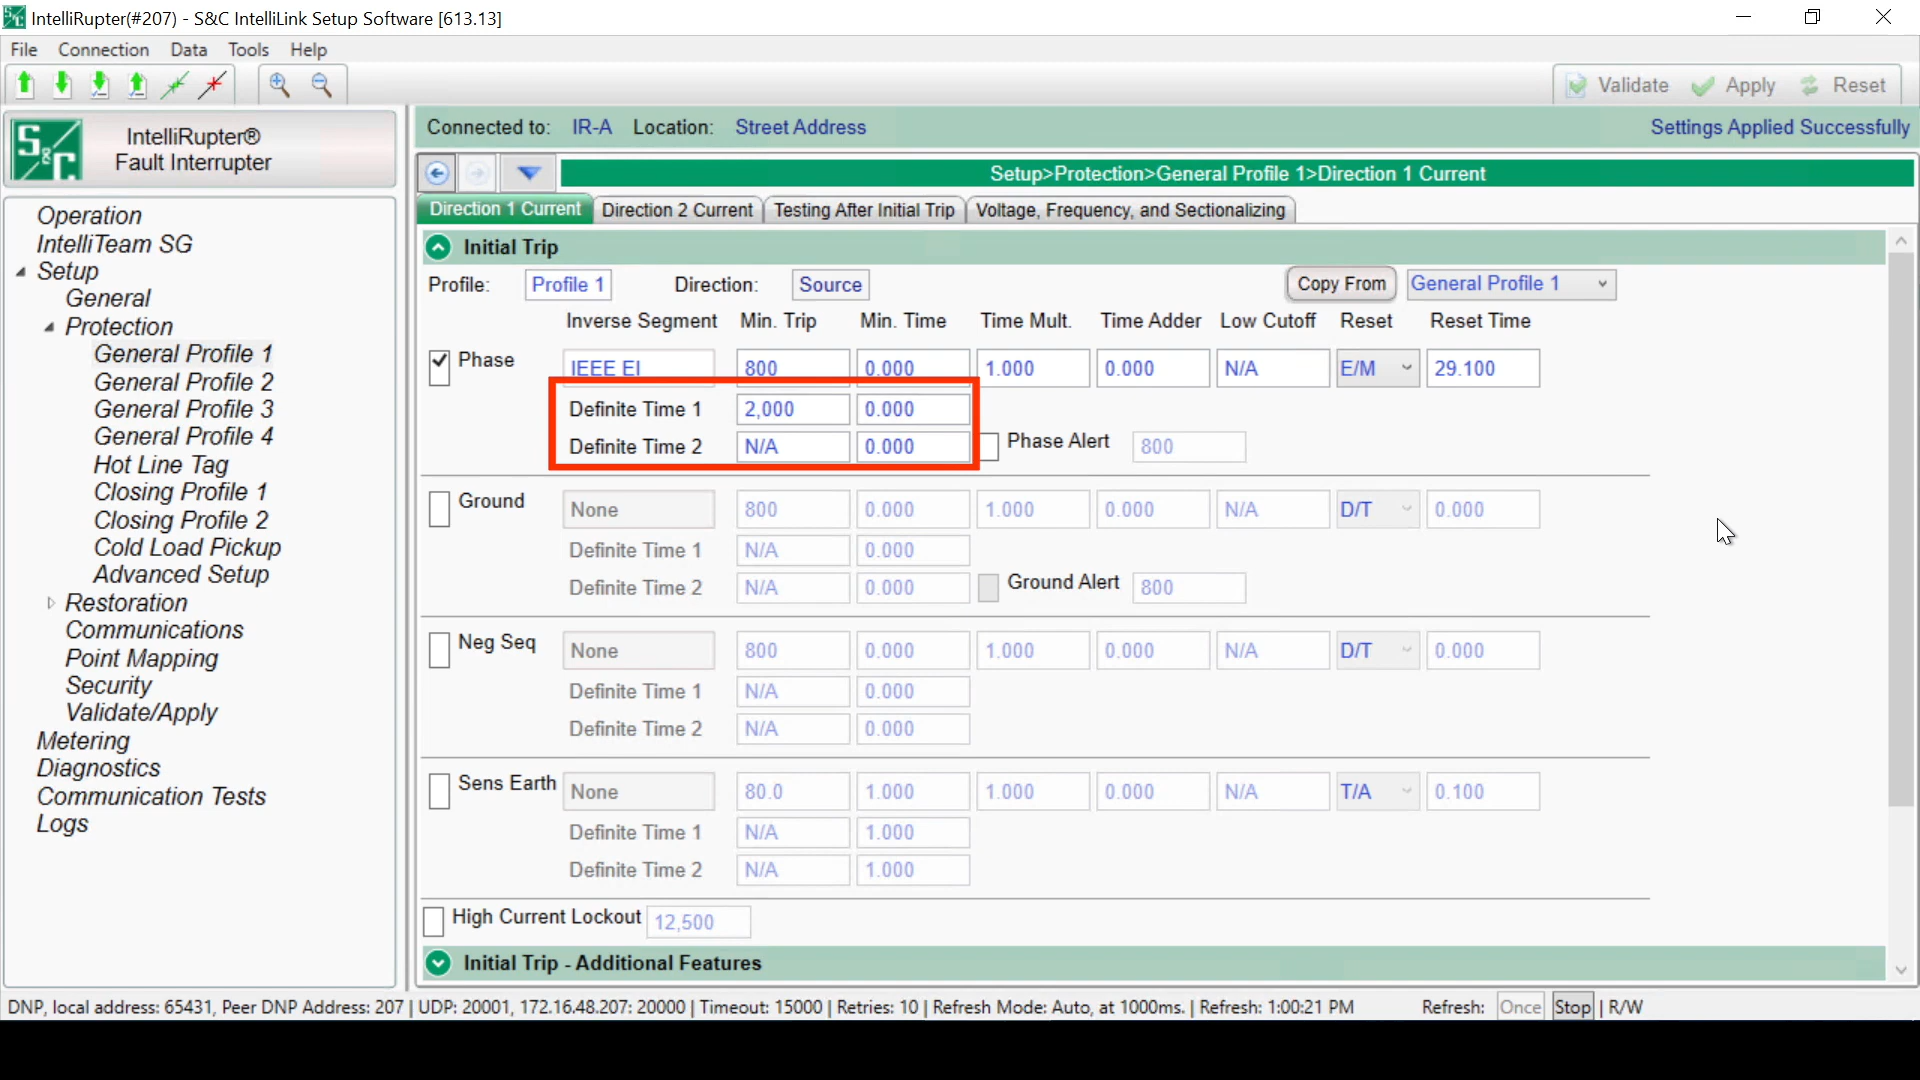 IntelliRupter(#207) - S&C IntelliLink Setup Software [613.13]
File Connection Data Tools Help
Validate Apply Reset
S&C IntelliRupter®
Fault Interrupter
Connected to: IR-A Location: Street Address Settings Applied Successfully
Setup>Protection>General Profile 1>Direction 1 Current
Direction 1 Current Direction 2 Current Testing After Initial Trip Voltage, Frequency, and Sectionalizing
Operation
IntelliTeam SG
Setup
General
Protection
General Profile 1
General Profile 2
General Profile 3
General Profile 4
Hot Line Tag
Closing Profile 1
Closing Profile 2
Cold Load Pickup
Advanced Setup
Restoration
Communications
Point Mapping
Security
Validate/Apply
Metering
Diagnostics
Communication Tests
Logs
Initial Trip
Profile: Profile 1 Direction: Source Copy From General Profile 1
Inverse Segment Min. Trip Min. Time Time Mult. Time Adder Low Cutoff Reset Reset Time
Phase IEEE EI 800 0.000 1.000 0.000 N/A E/M 29.100
Definite Time 1 2,000 0.000
Definite Time 2 N/A 0.000 Phase Alert 800
Ground None 800 0.000 1.000 0.000 N/A D/T 0.000
Definite Time 1 N/A 0.000
Definite Time 2 N/A 0.000 Ground Alert 800
Neg Seq None 800 0.000 1.000 0.000 N/A D/T 0.000
Definite Time 1 N/A 0.000
Definite Time 2 N/A 0.000
Sens Earth None 80.0 1.000 1.000 0.000 N/A T/A 0.100
Definite Time 1 N/A 1.000
Definite Time 2 N/A 1.000
High Current Lockout 12,500
Initial Trip - Additional Features
DNP, local address: 65431, Peer DNP Address: 207 | UDP: 20001, 172.16.48.207: 20000 | Timeout: 15000 | Retries: 10 | Refresh Mode: Auto, at 1000ms. | Refresh: 1:00:21 PM Refresh: Once Stop | R/W